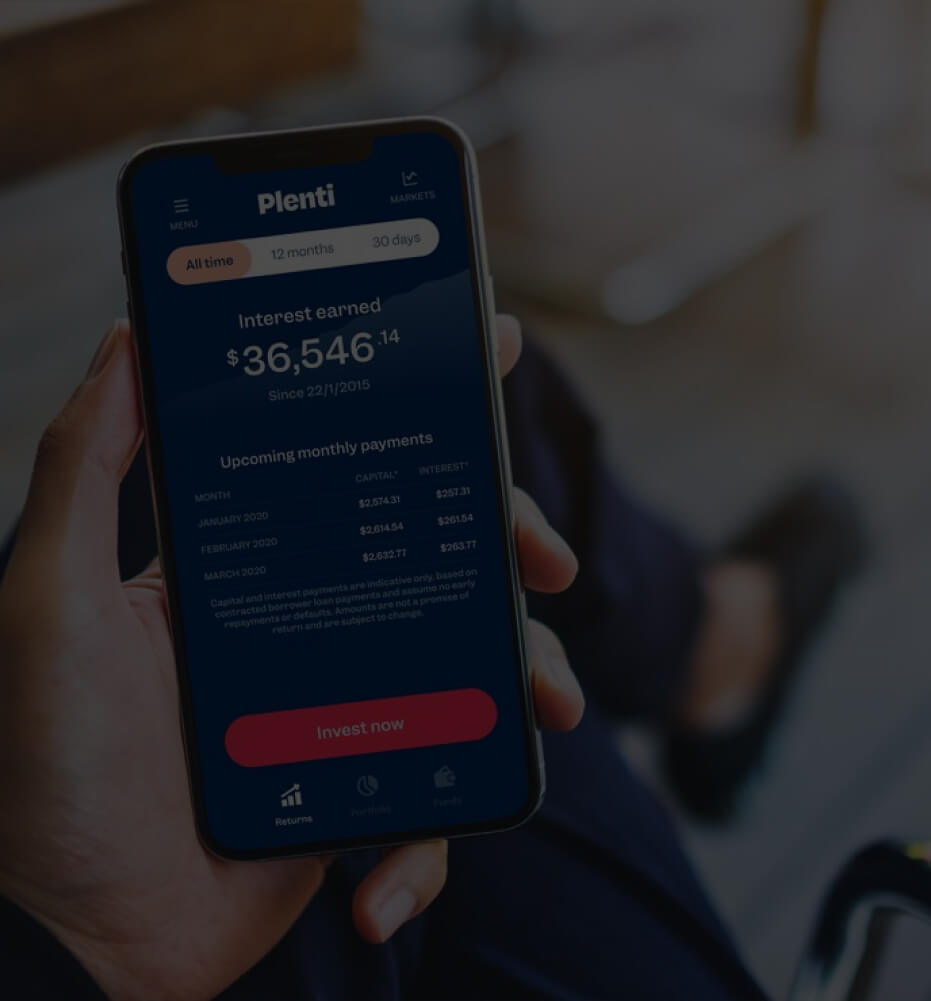 Plenti
MENU
MARKETS
All time 12 months 30 days
Interest earned
$36,546.14
Since 22/1/2015
Upcoming monthly payments
MONTH CAPITAL* INTEREST*
JANUARY 2020 $2,574.31 $257.31
FEBRUARY 2020 $2,614.54 $261.54
MARCH 2020 $2,632.77 $263.77
Capital and interest payments are indicative only, based on
contracted borrower loan payments and assume no early
repayments or defaults. Amounts are not a promise of
return and are subject to change.
Invest now
Returns Portfolio Funds